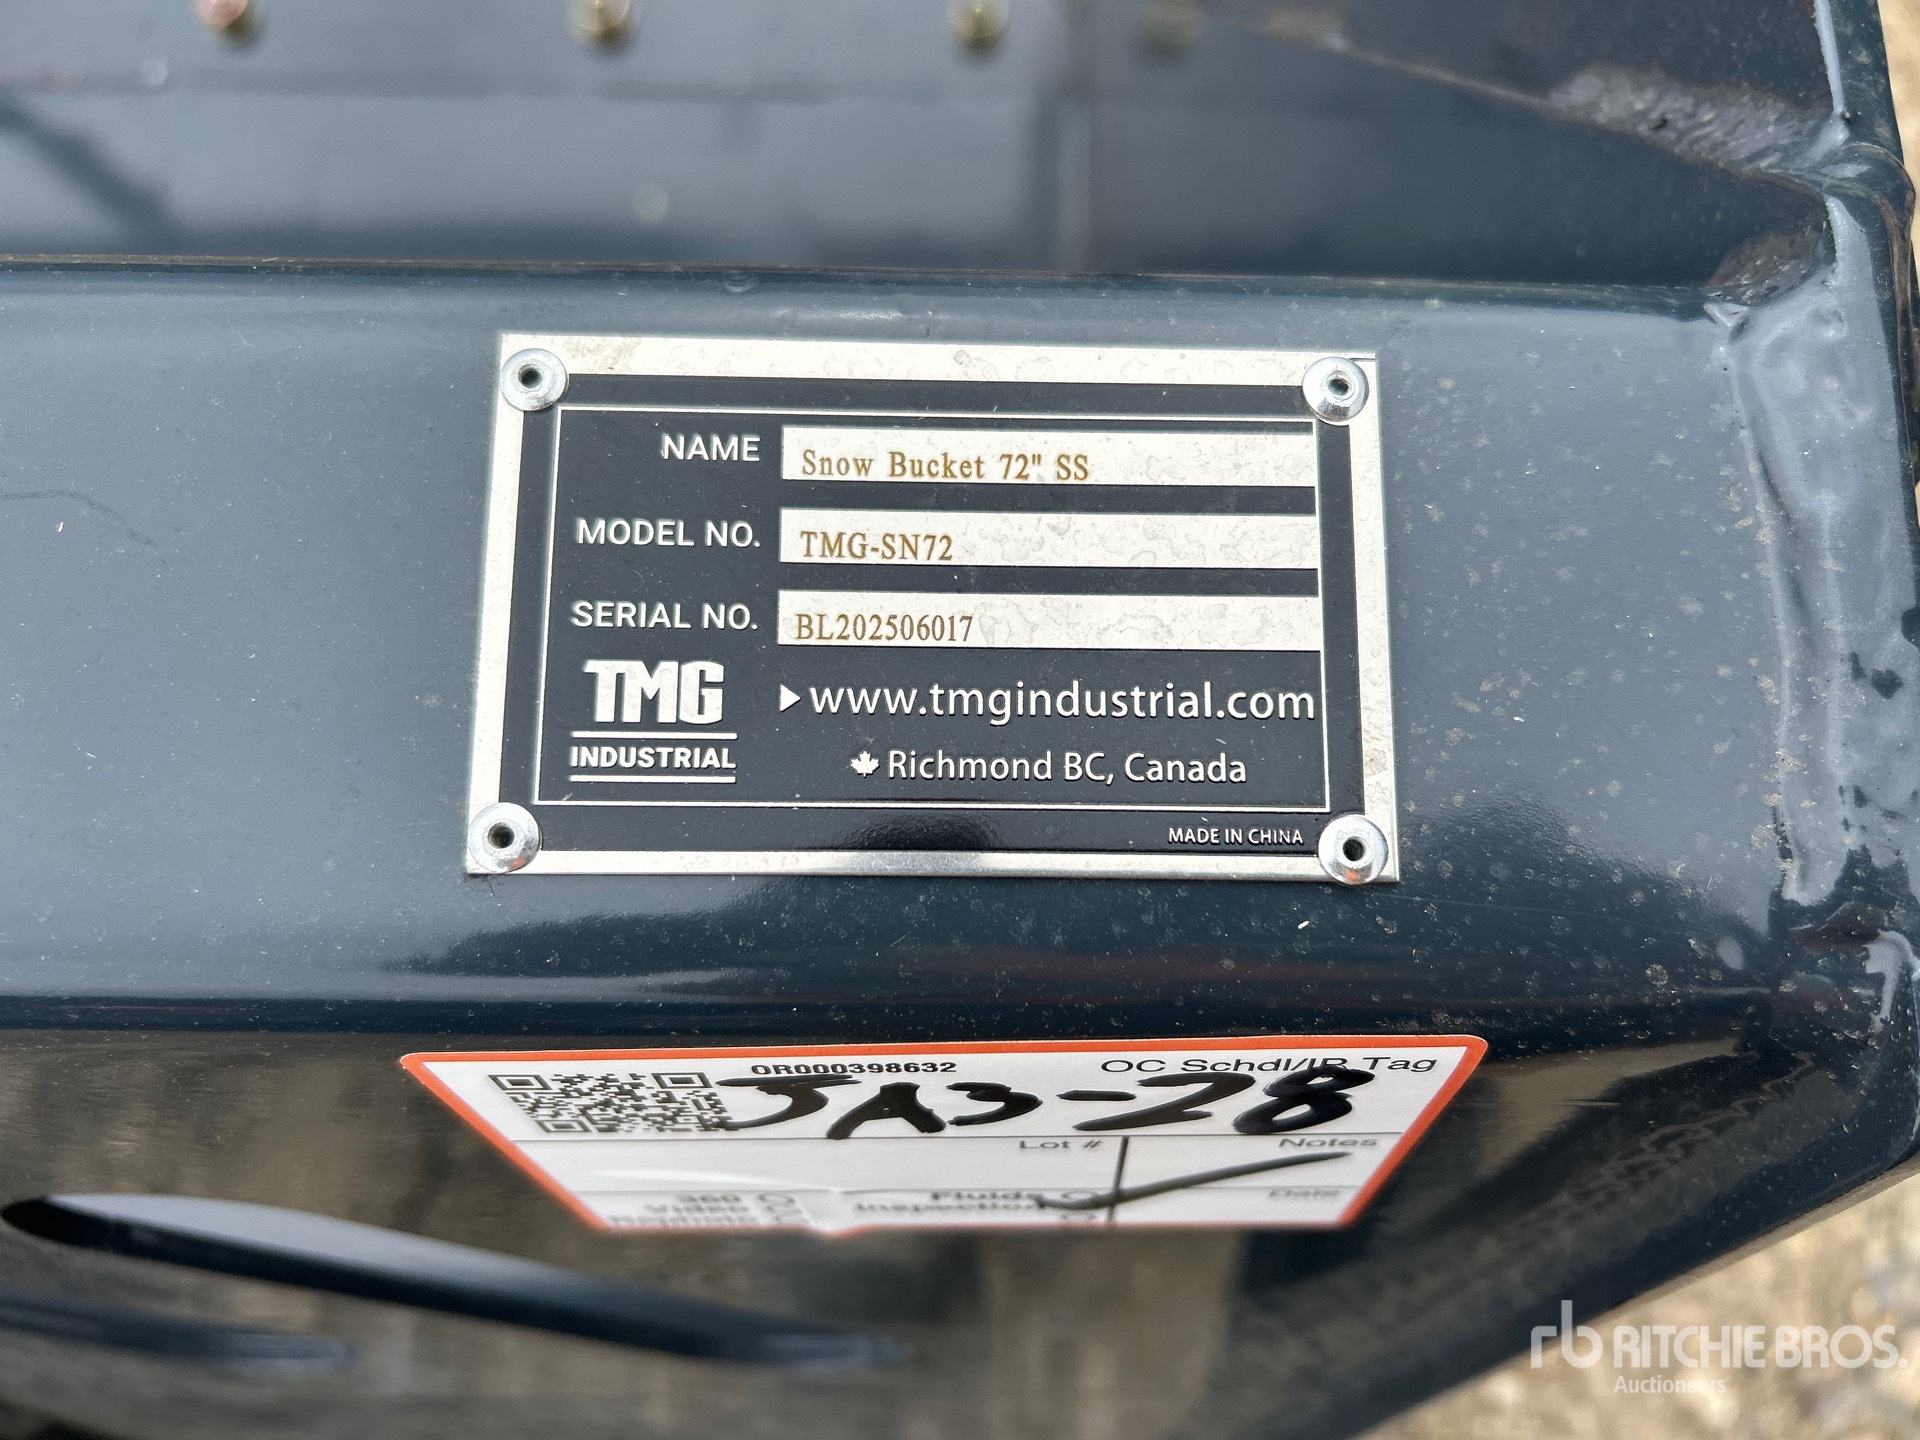 NAME Snow Bucket 72" SS
MODEL NO. TMG-SN72
SERIAL NO. BL202506017
TMG
INDUSTRIAL
www.tmgindustrial.com
Richmond BC, Canada
MADE IN CHINA
OR000398632 OC Schdl/IR Tag
JA3-28
Lot # Notes
360 Fluids Date
Video Inspection
rb RITCHIE BROS.
Auctioneers